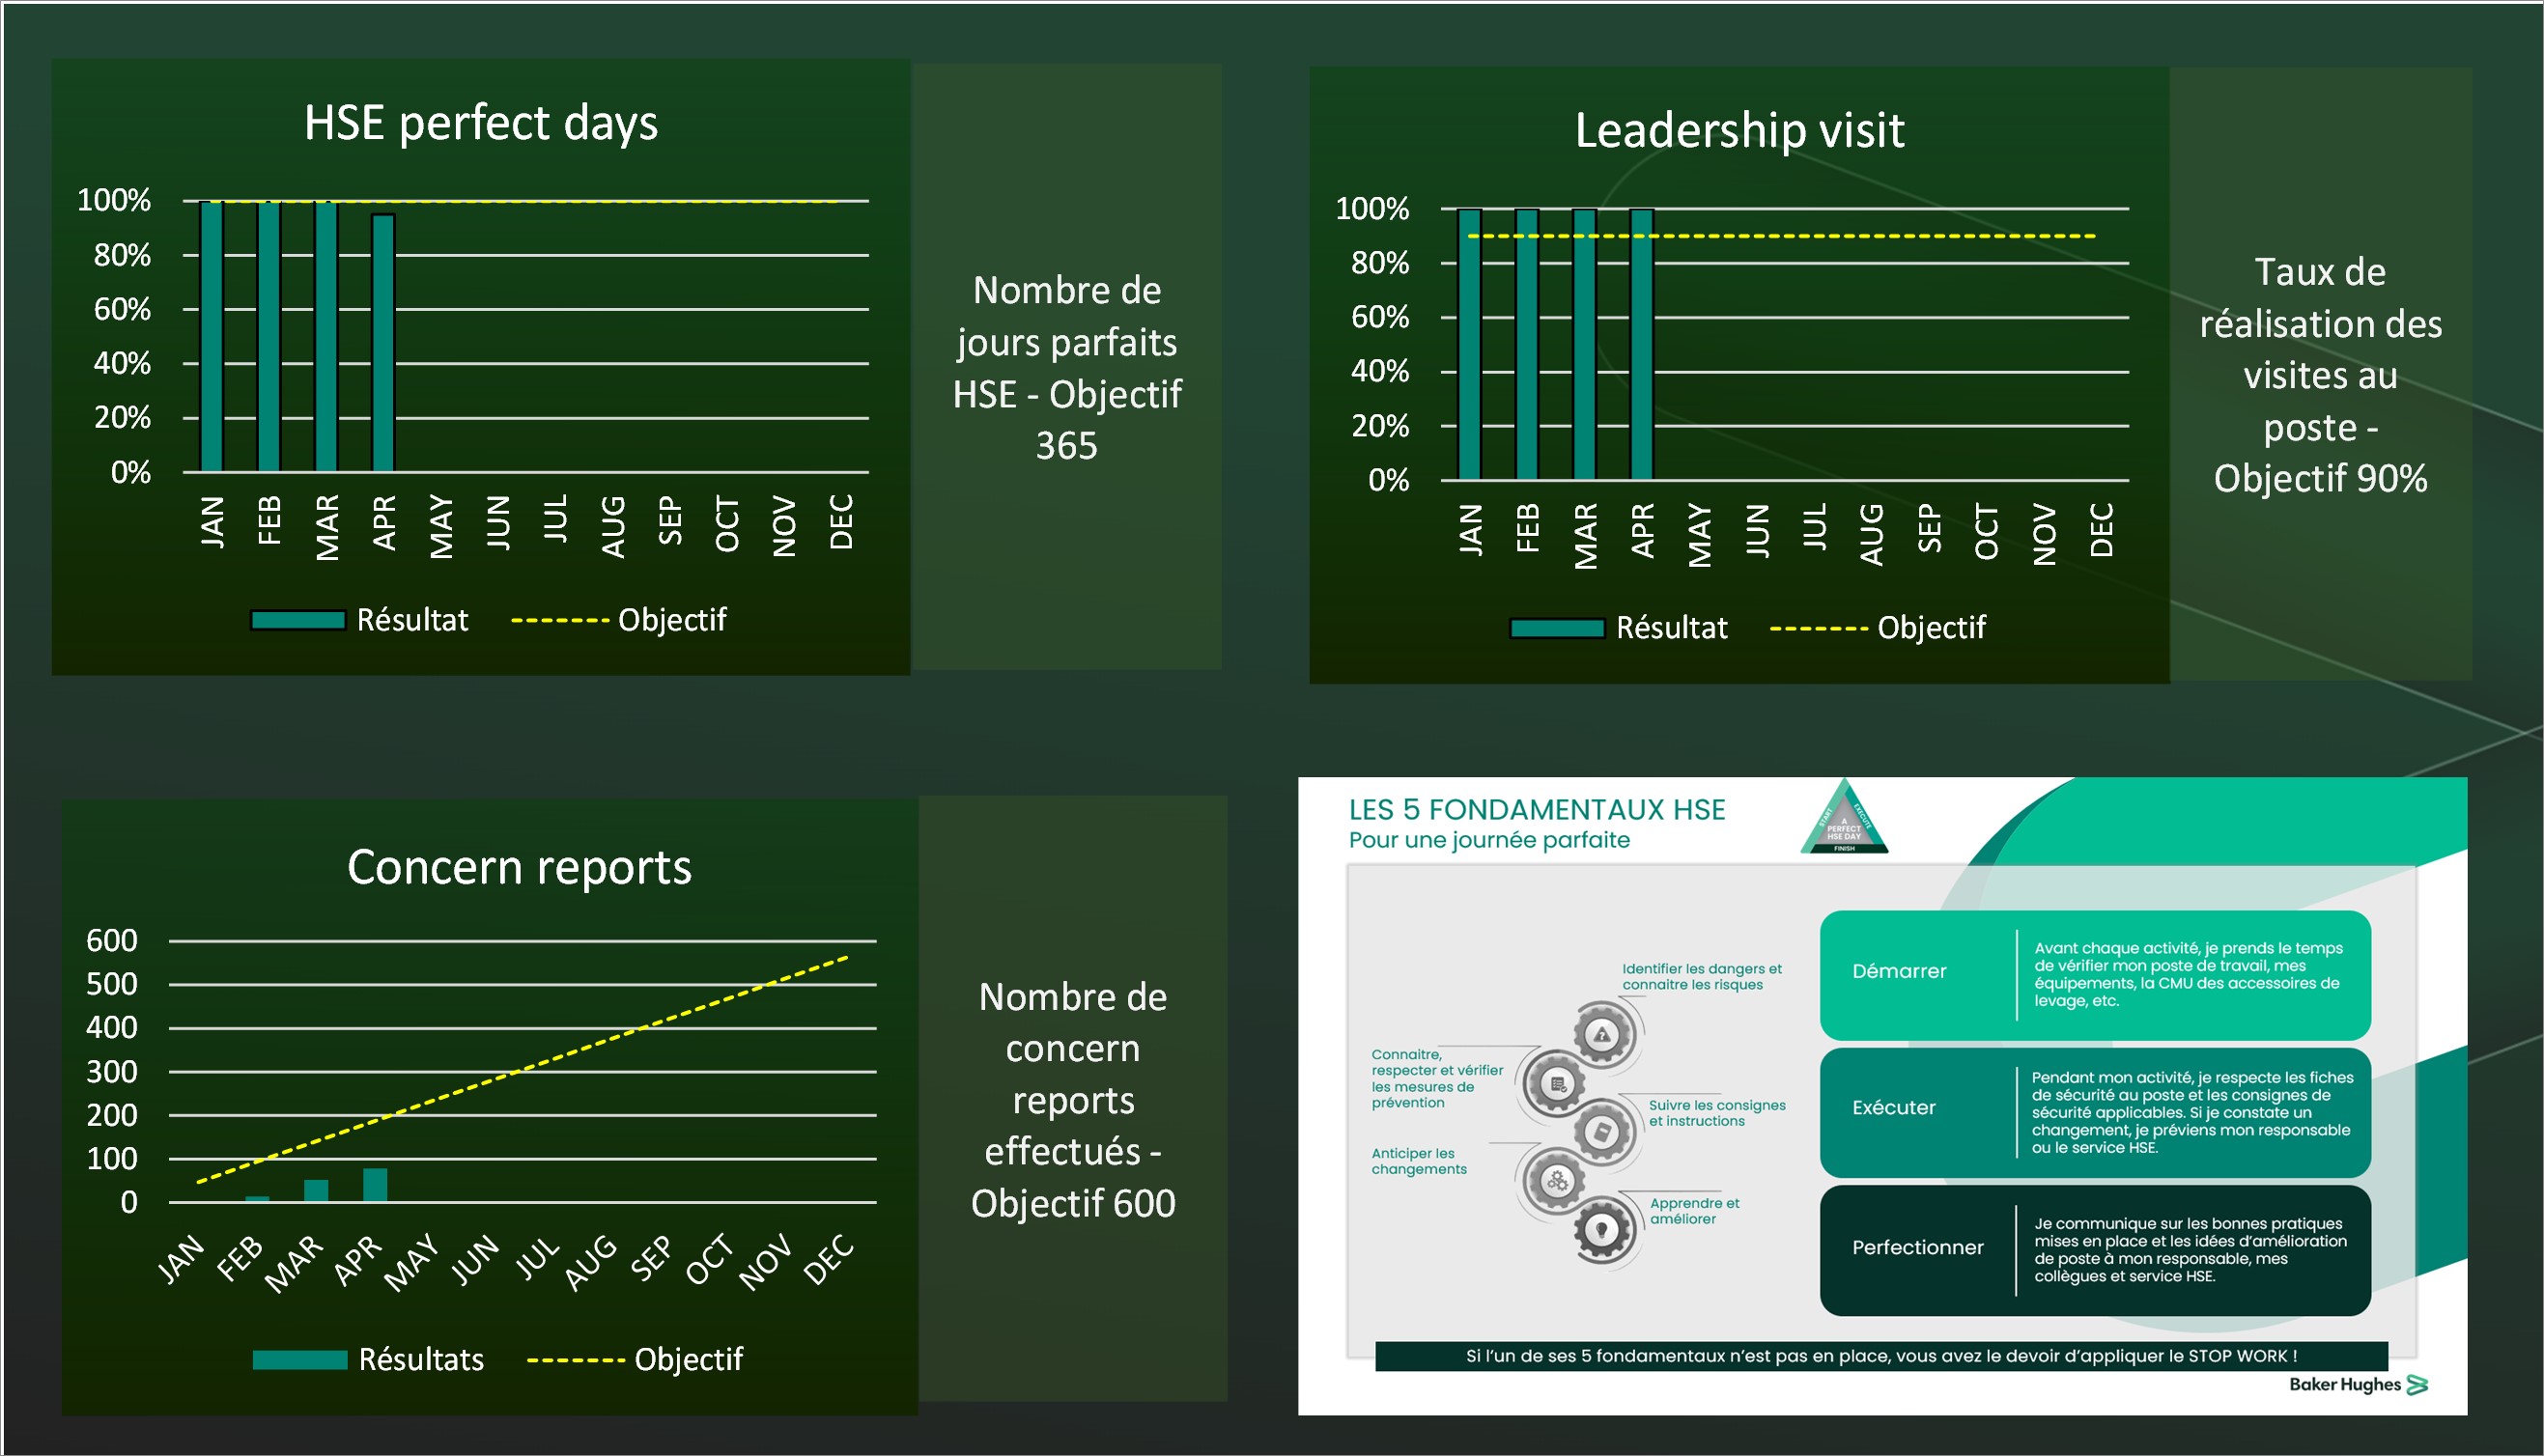 HSE perfect days
100%
80%
60%
40%
20%
0%
JAN
FEB
MAR
APR
MAY
JUN
JUL
AUG
SEP
OCT
NOV
DEC
Résultat
Objectif
Nombre de
jours parfaits
HSE - Objectif
365
Leadership visit
100%
80%
60%
40%
20%
0%
JAN
FEB
MAR
APR
MAY
JUN
JUL
AUG
SEP
OCT
NOV
DEC
Résultat
Objectif
Taux de
réalisation des
visites au
poste -
Objectif 90%
Concern reports
600
500
400
300
200
100
0
JAN
FEB
MAR
APR
MAY
JUN
JUL
AUG
SEP
OCT
NOV
DEC
Résultats
Objectif
Nombre de
concern
reports
effectués -
Objectif 600
LES 5 FONDAMENTAUX HSE
Pour une journée parfaite
START
EXECUTE
A
PERFECT
HSE DAY
FINISH
Identifier les dangers et
connaitre les risques
Connaitre,
respecter et vérifier
les mesures de
prévention
Suivre les consignes
et instructions
Anticiper les
changements
Apprendre et
améliorer
Démarrer
Avant chaque activité, je prends le temps
de vérifier mon poste de travail, mes
équipements, la CMU des accessoires de
levage, etc.
Exécuter
Pendant mon activité, je respecte les fiches
de sécurité au poste et les consignes de
sécurité applicables. Si je constate un
changement, je préviens mon responsable
ou le service HSE.
Perfectionner
Je communique sur les bonnes pratiques
mises en place et les idées d'amélioration
de poste à mon responsable, mes
collègues et service HSE.
Si l'un de ses 5 fondamentaux n'est pas en place, vous avez le devoir d'appliquer le STOP WORK !
Baker Hughes